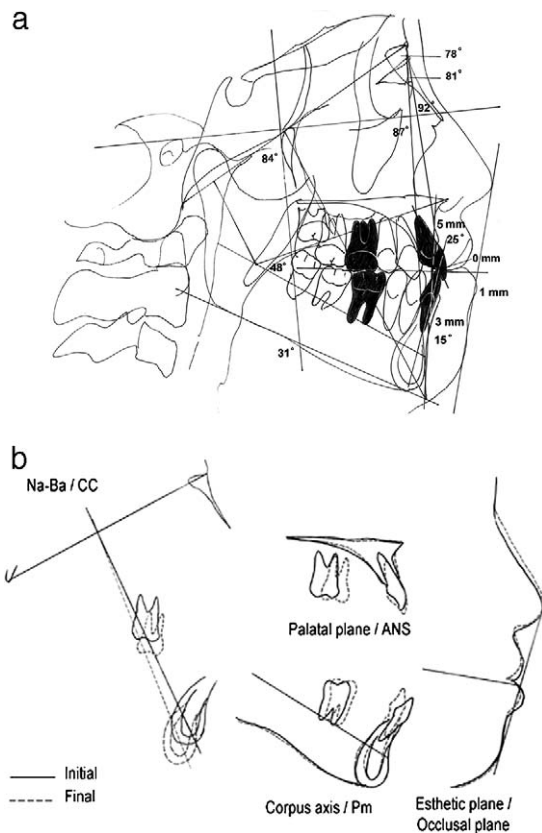 a
78°
81°
92°
87°
84°
5 mm
25°
0 mm
48°
1 mm
3 mm
15°
31°
b
Na-Ba / CC
Palatal plane / ANS
Initial
Final
Corpus axis / Pm
Esthetic plane /
Occlusal plane